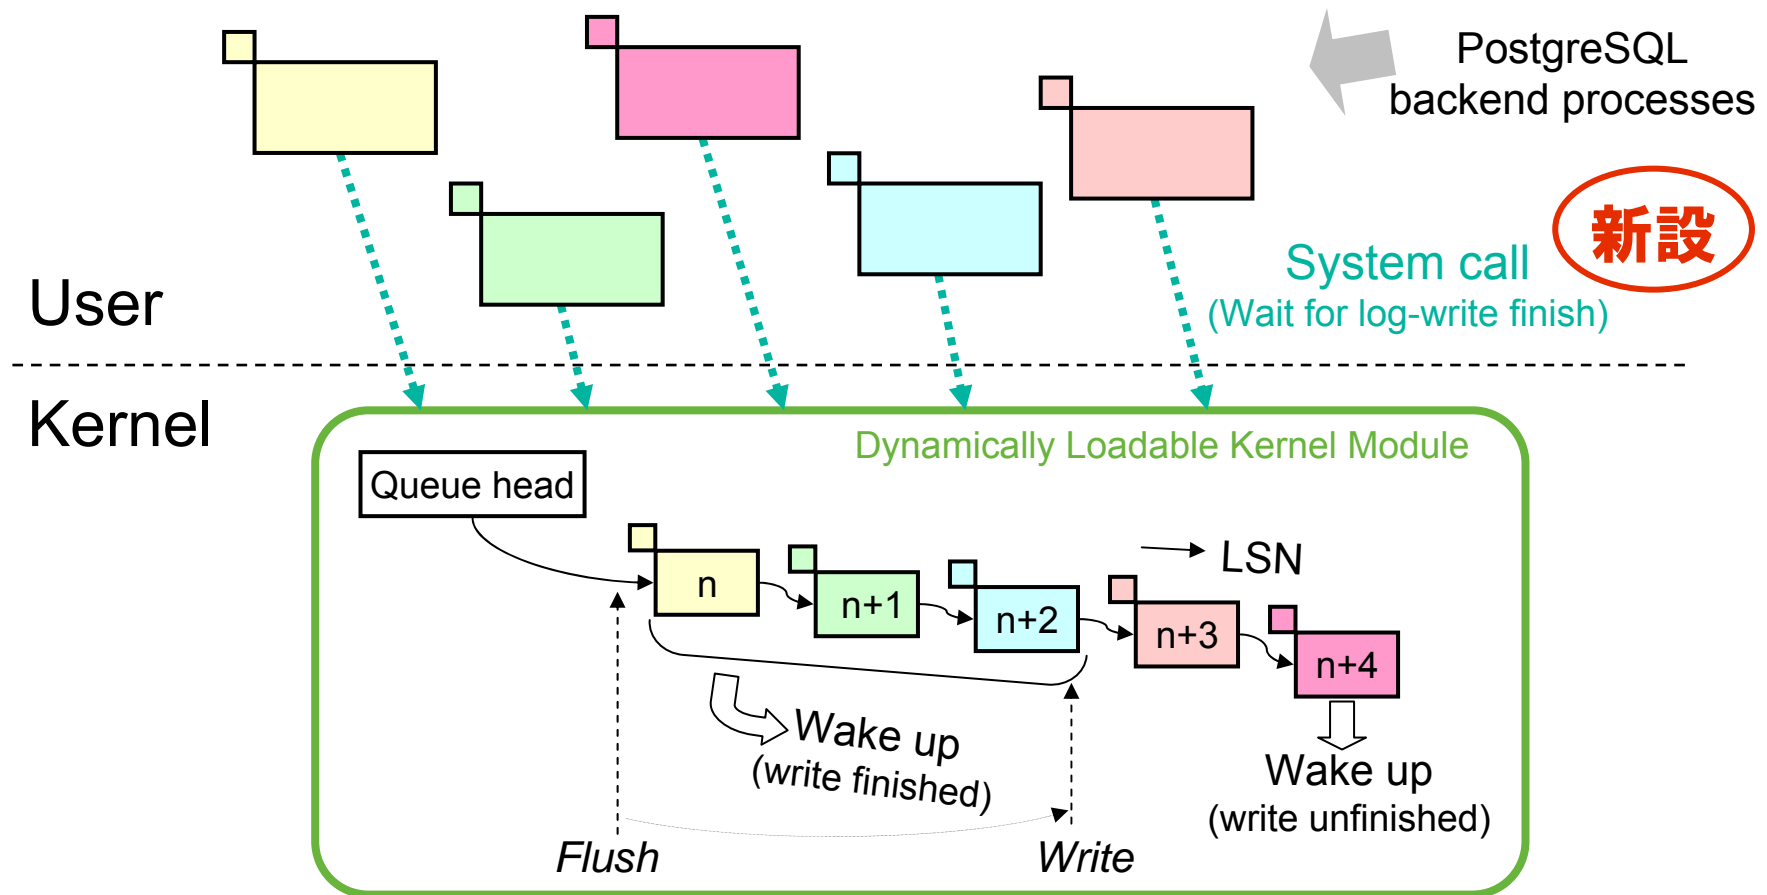 PostgreSQL
backend processes
新設
System call
(Wait for log-write finish)
User
Kernel
Dynamically Loadable Kernel Module
Queue head
LSN
n
n+1
n+2
n+3
n+4
Wake up
(write finished)
Wake up
(write unfinished)
Flush
Write